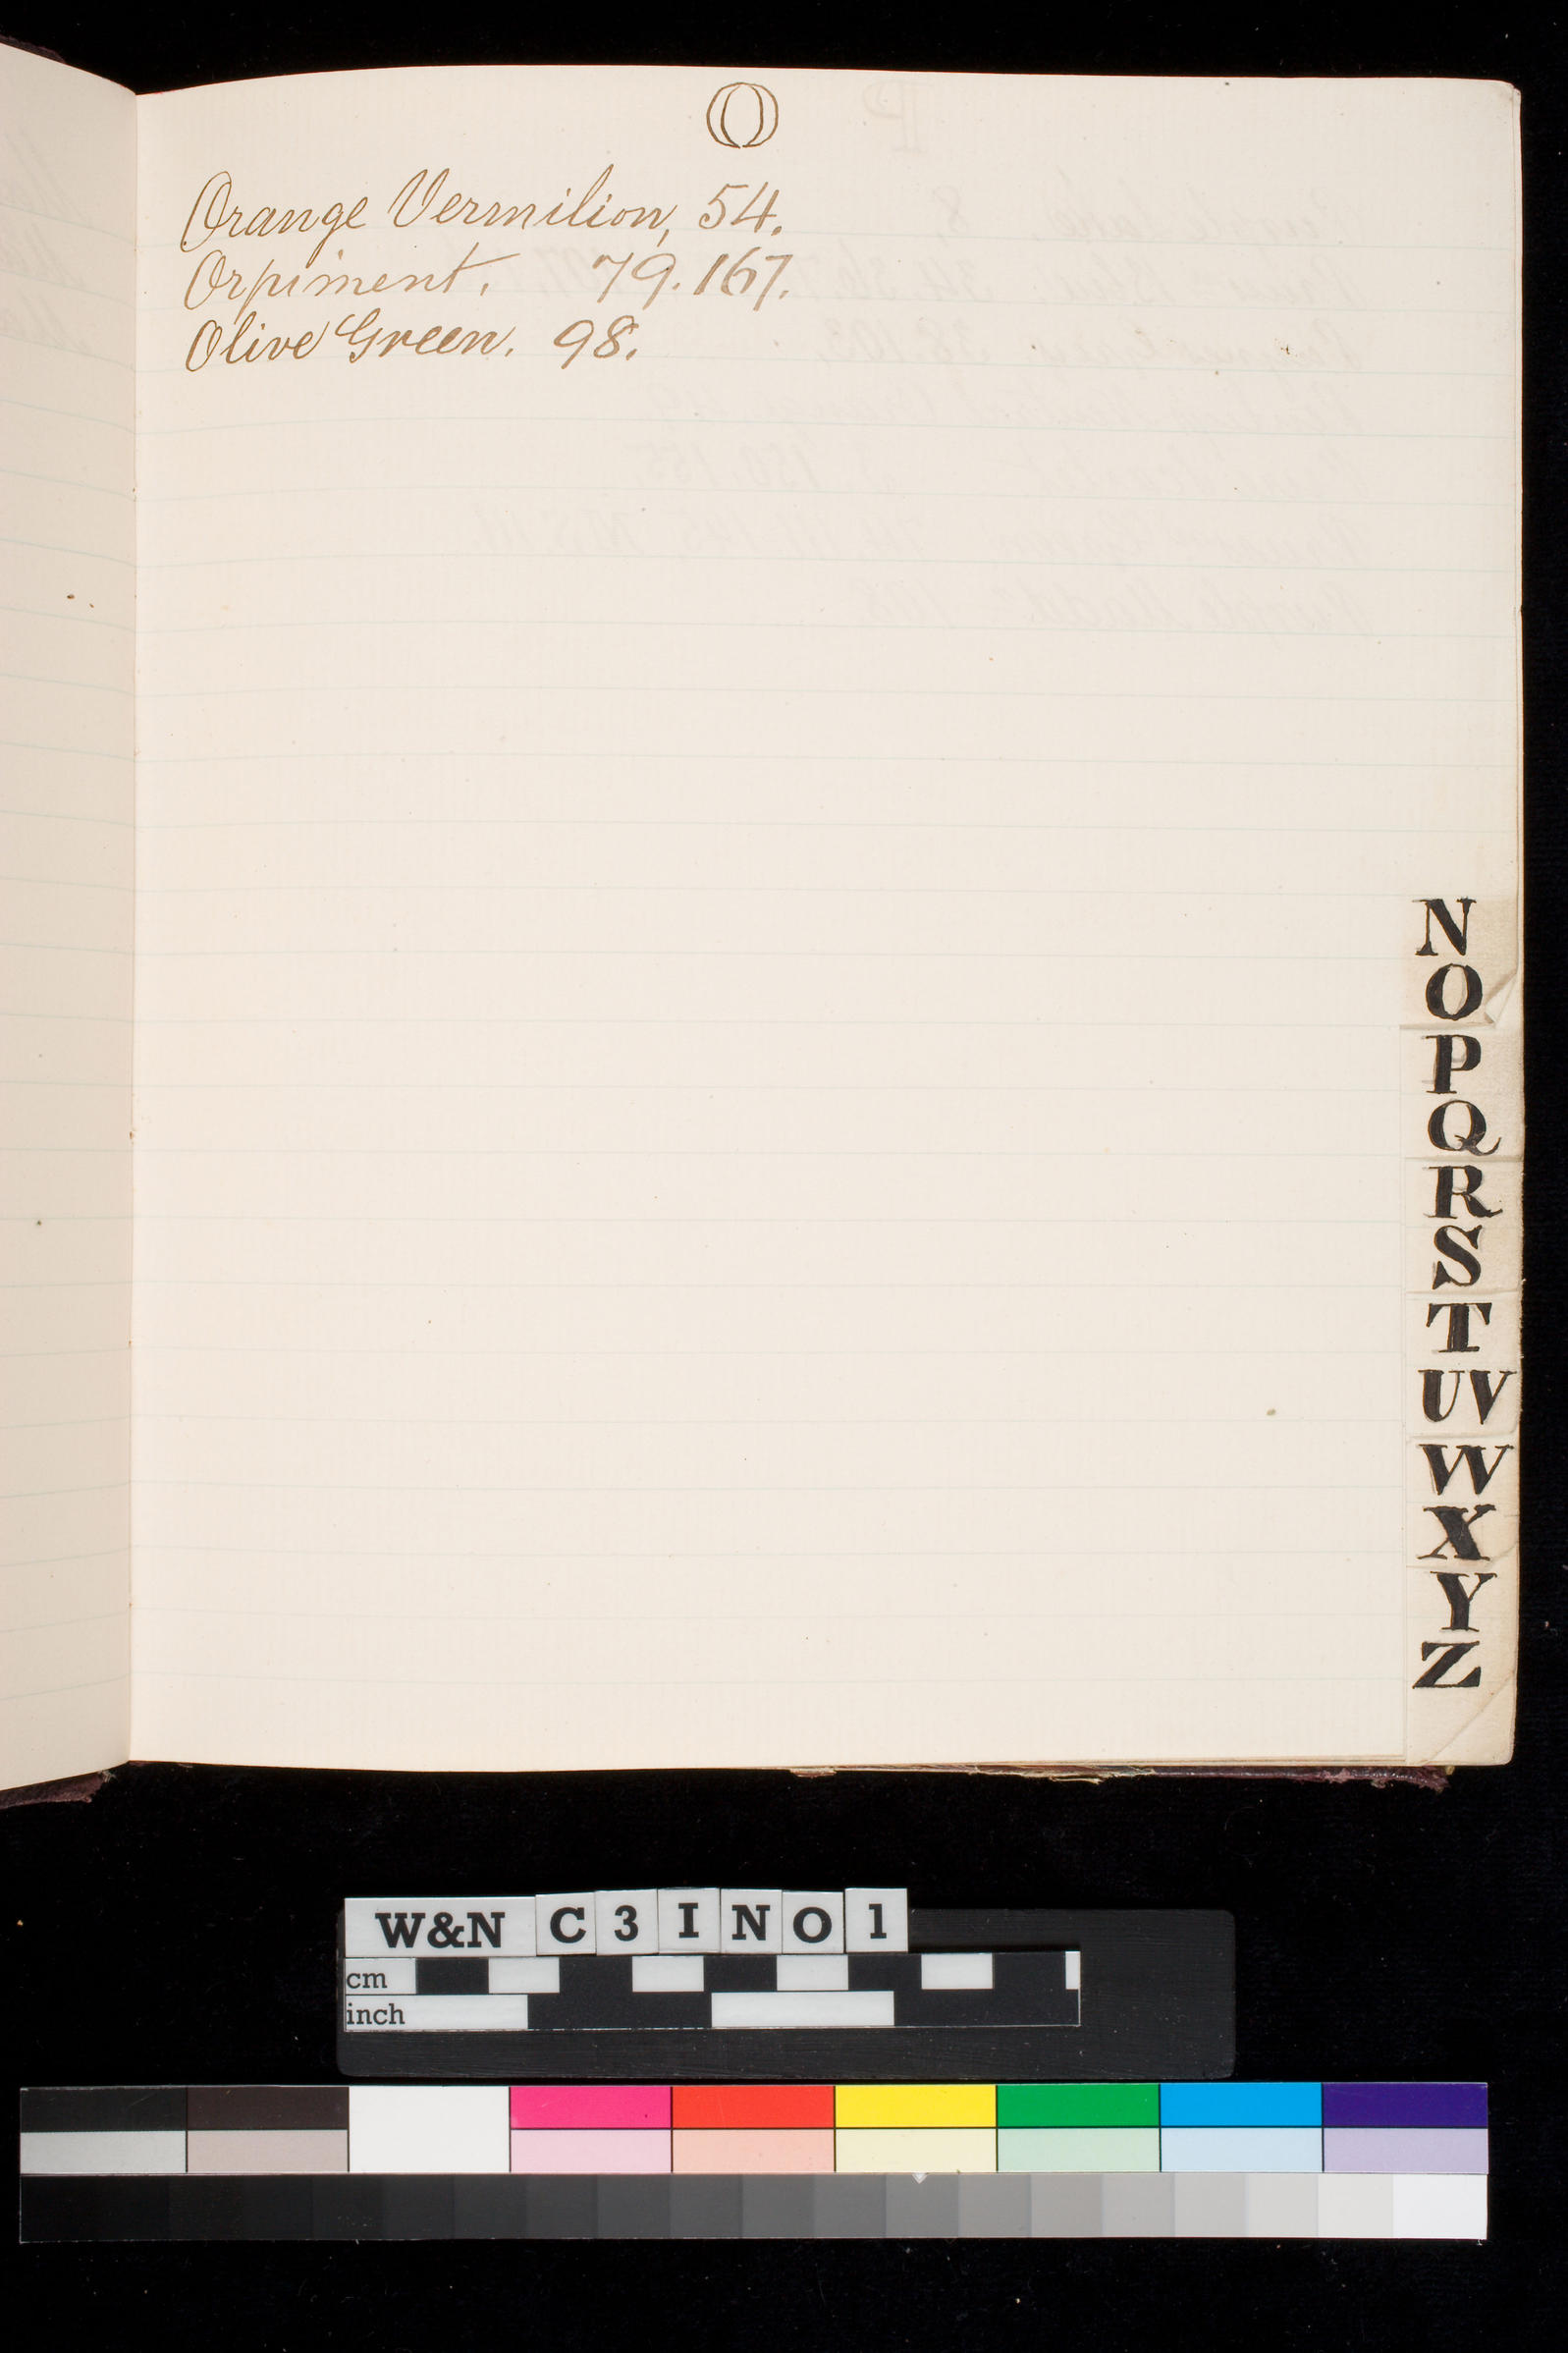 O
Orange Vermilion, 54.
Orpiment. 79. 167.
Olive Green. 98.
N
O
P
Q
R
S
T
UV
W
X
Y
Z
W&N C 3 I N O 1
cm
inch